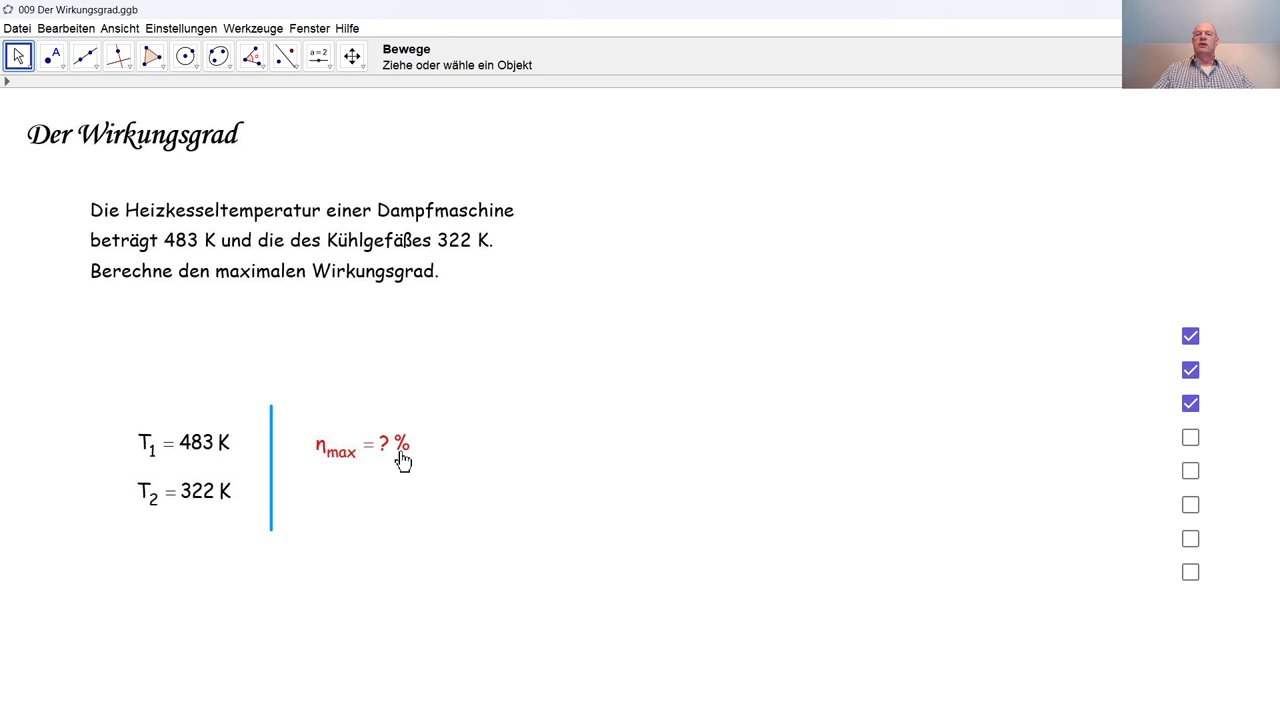 009 Der Wirkungsgrad.ggb
Datei Bearbeiten Ansicht Einstellungen Werkzeuge Fenster Hilfe
A
a=2
Bewege
Ziehe oder wähle ein Objekt
Der Wirkungsgrad
Die Heizkesseltemperatur einer Dampfmaschine
beträgt 483 K und die des Kühlgefäßes 322 K.
Berechne den maximalen Wirkungsgrad.
T₁ = 483 K
η_max = ? %
T₂ = 322 K